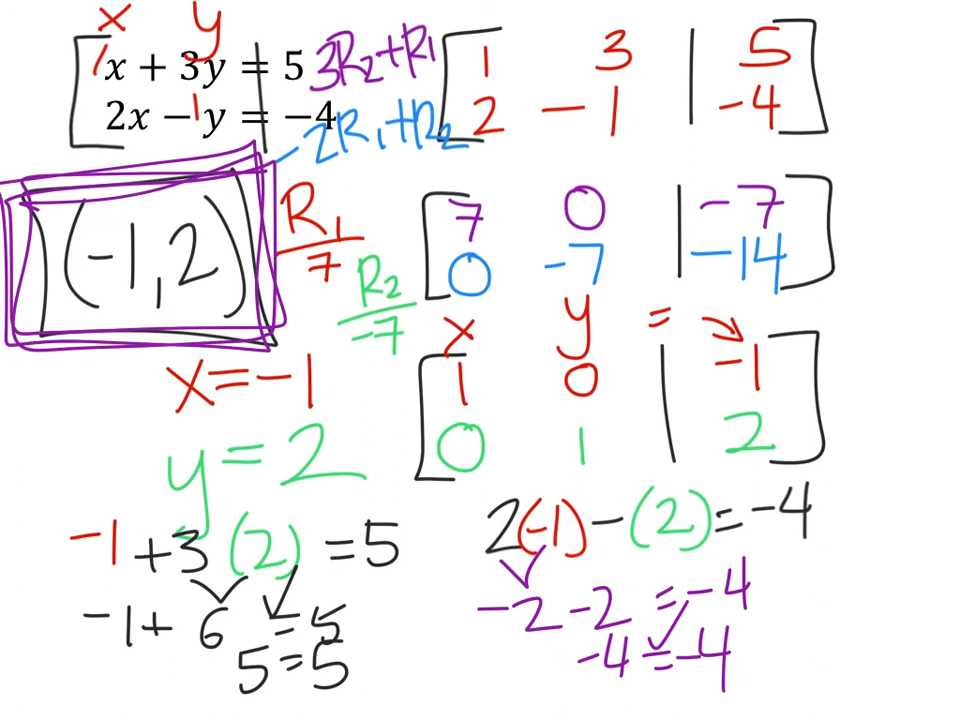 x y
1x + 3y = 5 3R₂+R₁ [ 1 3 | 5 ]
2x − 1y = −4 -2R₁+R₂ [ 2 -1 | -4 ]
(-1,2) R₁/7 [ 7 0 | -7 ]
R₂/-7 [ 0 -7 | -14 ]
x y =
x=-1 [ 1 0 | -1 ]
y=2 [ 0 1 | 2 ]
-1+3(2)=5
-1+6=5
5=5
2(-1)-(2)=-4
-2-2=-4
-4=-4